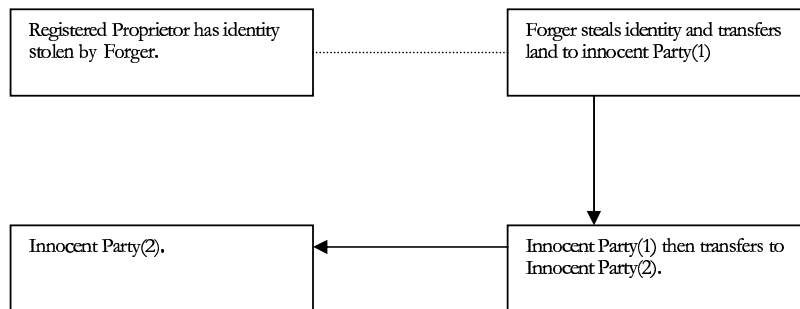 Registered Proprietor has identity
stolen by Forger.
Forger steals identity and transfers
land to innocent Party(1)
Innocent Party(2).
Innocent Party(1) then transfers to
Innocent Party(2).